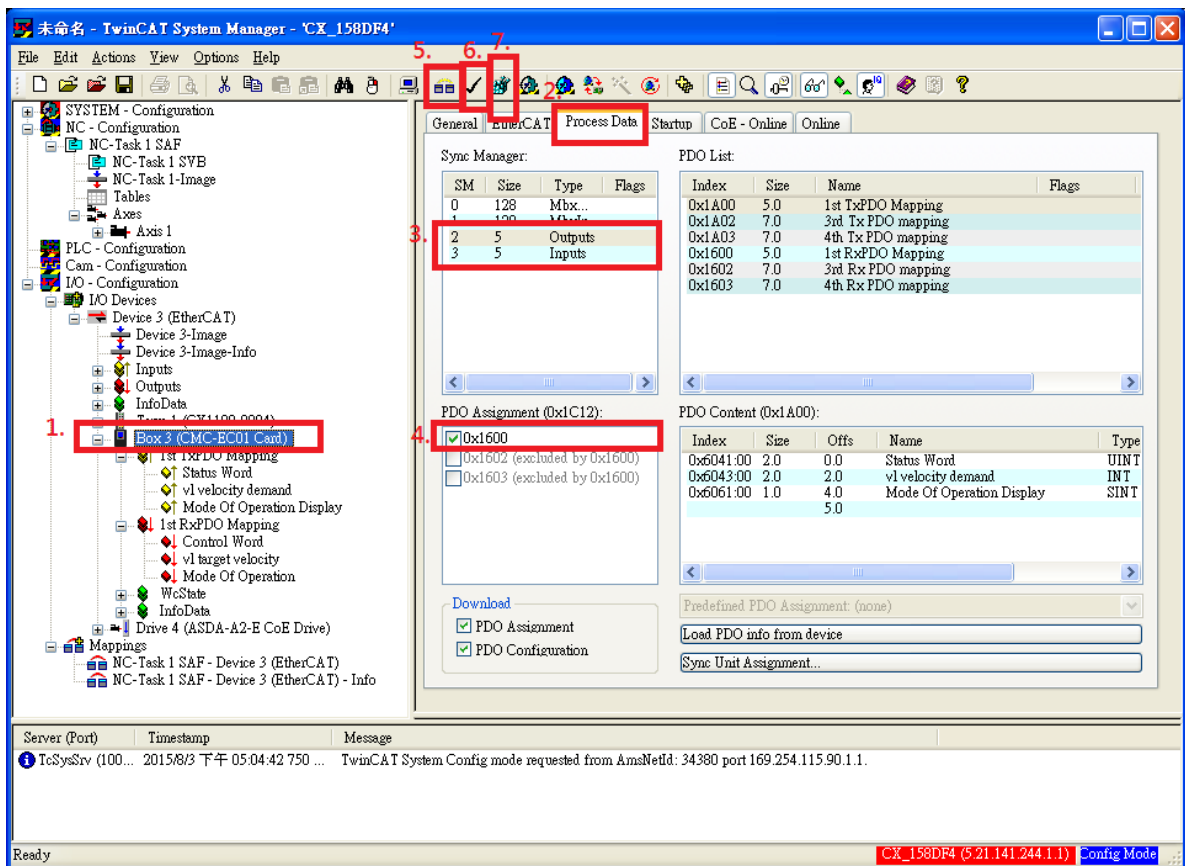 未命名 - TwinCAT System Manager - 'CX_158DF4'
File Edit Actions View Options Help
5. 6. 7.
2.
SYSTEM - Configuration
NC - Configuration
NC-Task 1 SAF
NC-Task 1 SVB
NC-Task 1-Image
Tables
Axes
Axis 1
PLC - Configuration
Cam - Configuration
I/O - Configuration
I/O Devices
Device 3 (EtherCAT)
Device 3-Image
Device 3-Image-Info
Inputs
Outputs
InfoData
Term 1 (CX1100-0004)
1.
Box 3 (CMC-EC01 Card)
1st TxPDO Mapping
Status Word
vl velocity demand
Mode Of Operation Display
1st RxPDO Mapping
Control Word
vl target velocity
Mode Of Operation
WcState
InfoData
Drive 4 (ASDA-A2-E CoE Drive)
Mappings
NC-Task 1 SAF - Device 3 (EtherCAT)
NC-Task 1 SAF - Device 3 (EtherCAT) - Info
General EtherCAT Process Data Startup CoE - Online Online
Sync Manager:
SM Size Type Flags
0 128 Mbx...
1 128
3.
2 5 Outputs
3 5 Inputs
PDO List:
Index Size Name Flags
0x1A00 5.0 1st TxPDO Mapping
0x1A02 7.0 3rd Tx PDO mapping
0x1A03 7.0 4th Tx PDO mapping
0x1600 5.0 1st RxPDO Mapping
0x1602 7.0 3rd Rx PDO mapping
0x1603 7.0 4th Rx PDO mapping
PDO Assignment (0x1C12):
4.
0x1600
0x1602 (excluded by 0x1600)
0x1603 (excluded by 0x1600)
PDO Content (0x1A00):
Index Size Offs Name Type
0x6041:00 2.0 0.0 Status Word UINT
0x6043:00 2.0 2.0 vl velocity demand INT
0x6061:00 1.0 4.0 Mode Of Operation Display SINT
5.0
Download
PDO Assignment
PDO Configuration
Predefined PDO Assignment: (none)
Load PDO info from device
Sync Unit Assignment...
Server (Port) Timestamp Message
TcSysSrv (100... 2015/8/3 下午 05:04:42 750 ... TwinCAT System Config mode requested from AmsNetId: 34380 port 169.254.115.90.1.1.
Ready
CX_158DF4 (5.21.141.244.1.1) Config Mode